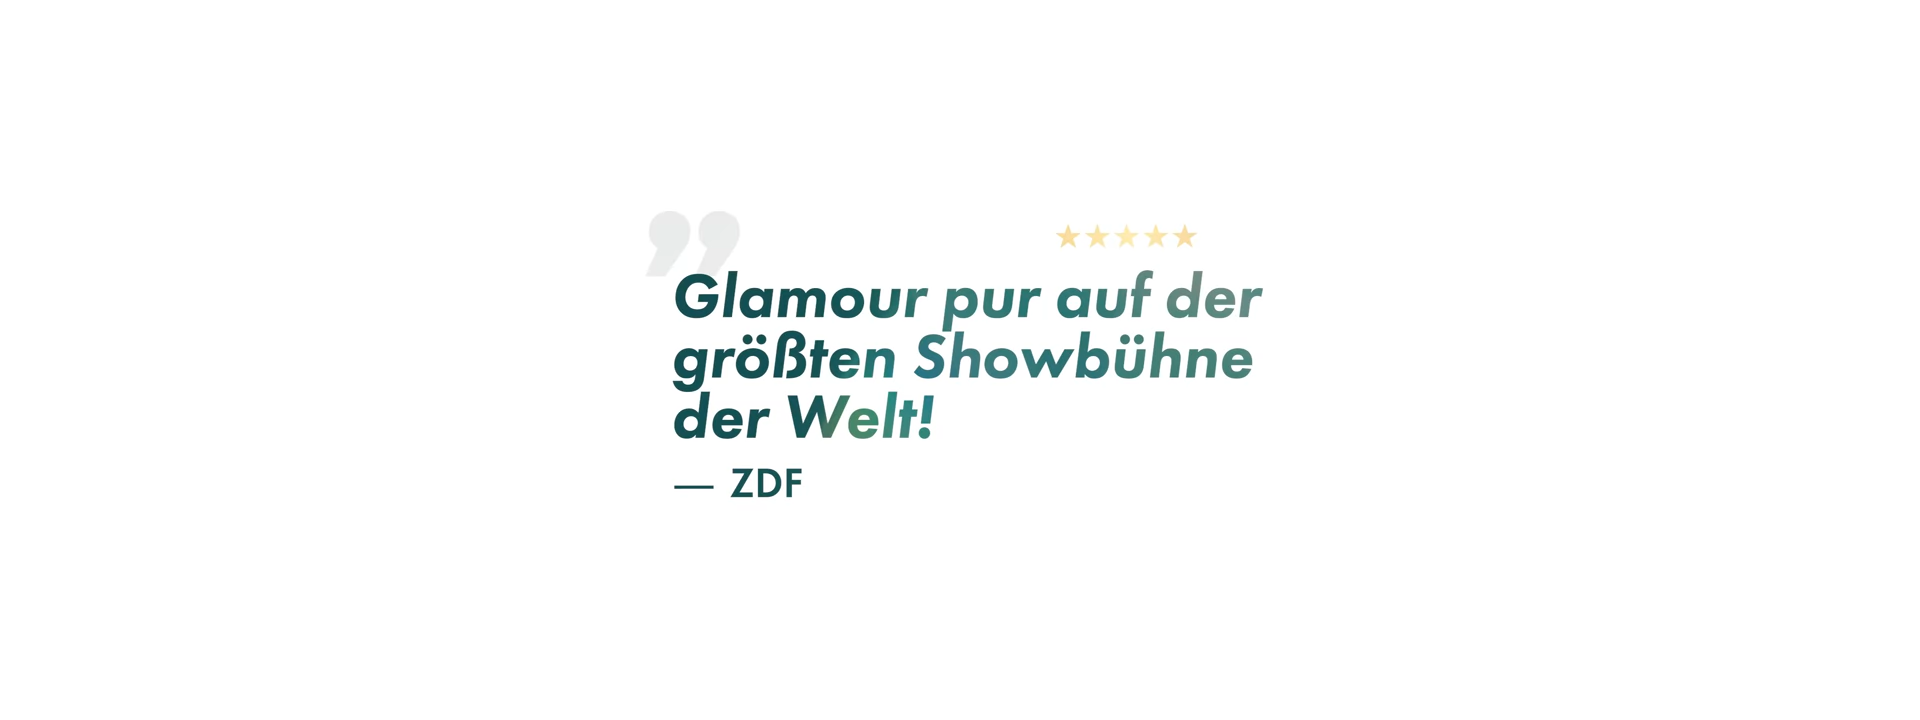 ”
★★★★★
Glamour pur auf der
größten Showbühne
der Welt!
— ZDF